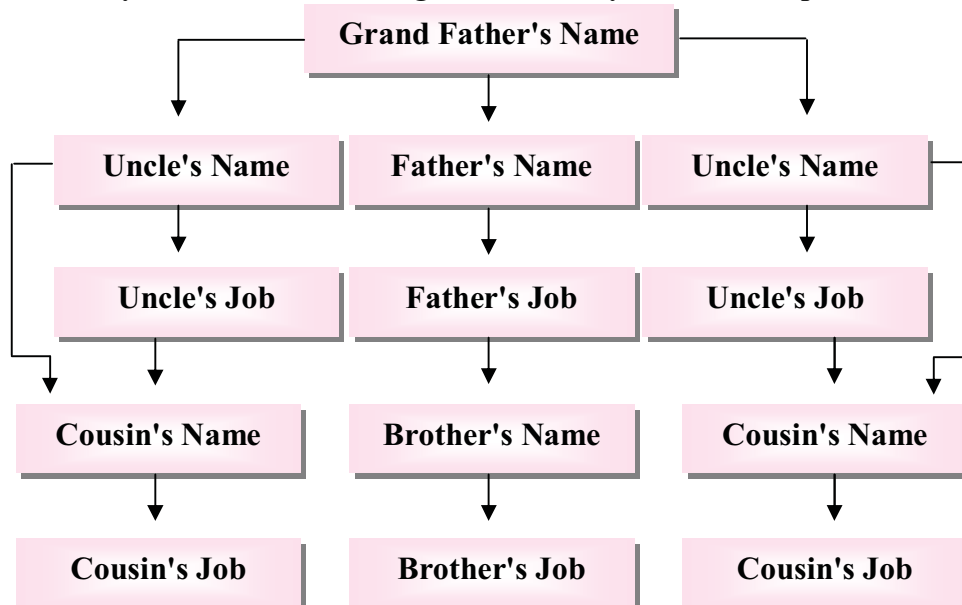 Grand Father's Name
Uncle's Name Father's Name Uncle's Name
Uncle's Job Father's Job Uncle's Job
Cousin's Name Brother's Name Cousin's Name
Cousin's Job Brother's Job Cousin's Job